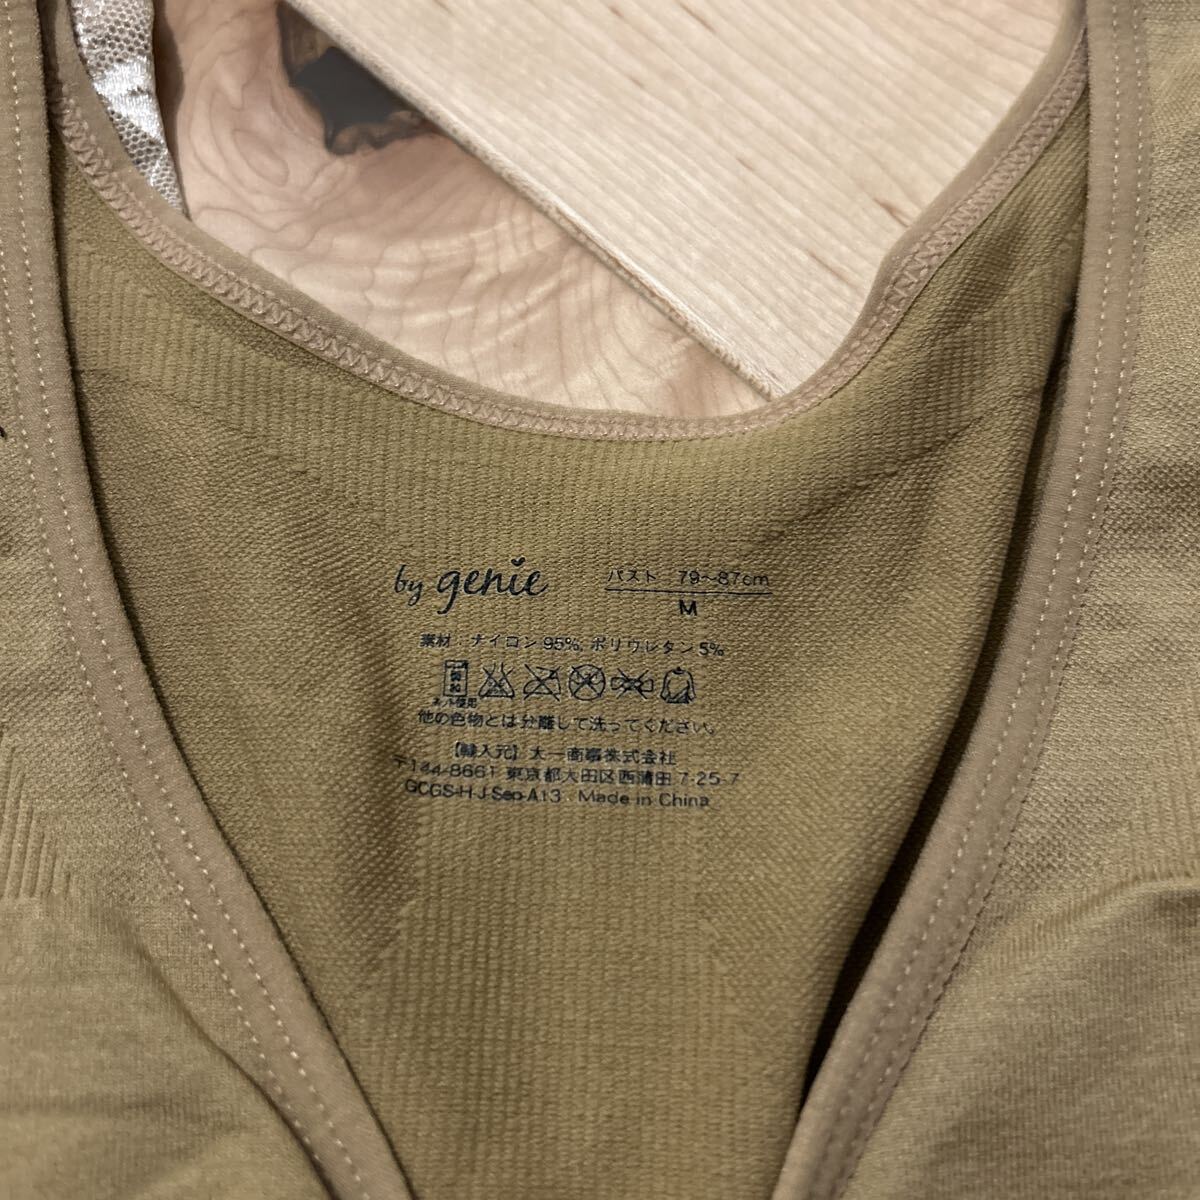 by genie
バスト 79~87cm
M
素材：ナイロン 95%, ポリウレタン 5%
ネット使用
他の色物とは分離して洗ってください。
【輸入元】大一商事株式会社
〒144-8661 東京都大田区西蒲田 7-25-7
GCGS-HJ Sep-A13 Made in China